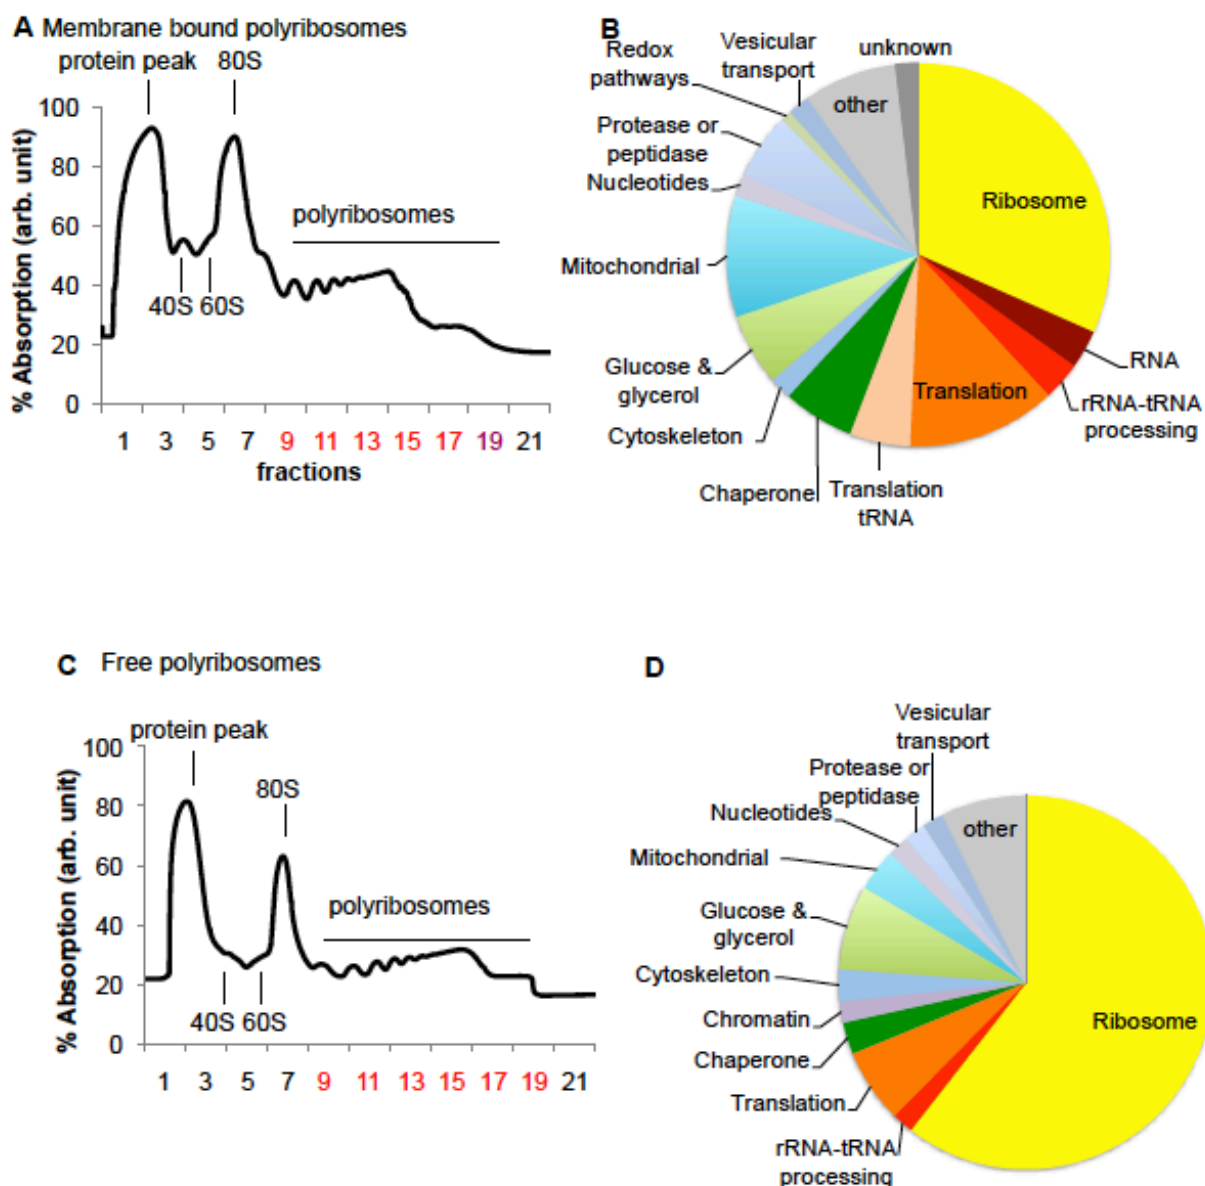 A Membrane bound polyribosomes
protein peak 80S
% Absorption (arb. unit)
100
80
60
40
20
0
polyribosomes
40S 60S
1 3 5 7 9 11 13 15 17 19 21
fractions
B
Redox
pathways
Vesicular
transport
unknown
other
Protease or
peptidase
Nucleotides
Mitochondrial
Glucose &
glycerol
Cytoskeleton
Chaperone
Translation
tRNA
Translation
rRNA-tRNA
processing
RNA
Ribosome
C Free polyribosomes
protein peak
80S
% Absorption (arb. unit)
100
80
60
40
20
0
polyribosomes
40S 60S
1 3 5 7 9 11 13 15 17 19 21
D
Vesicular
transport
Protease or
peptidase
Nucleotides
other
Mitochondrial
Glucose &
glycerol
Cytoskeleton
Chromatin
Chaperone
Translation
rRNA-tRNA
processing
Ribosome